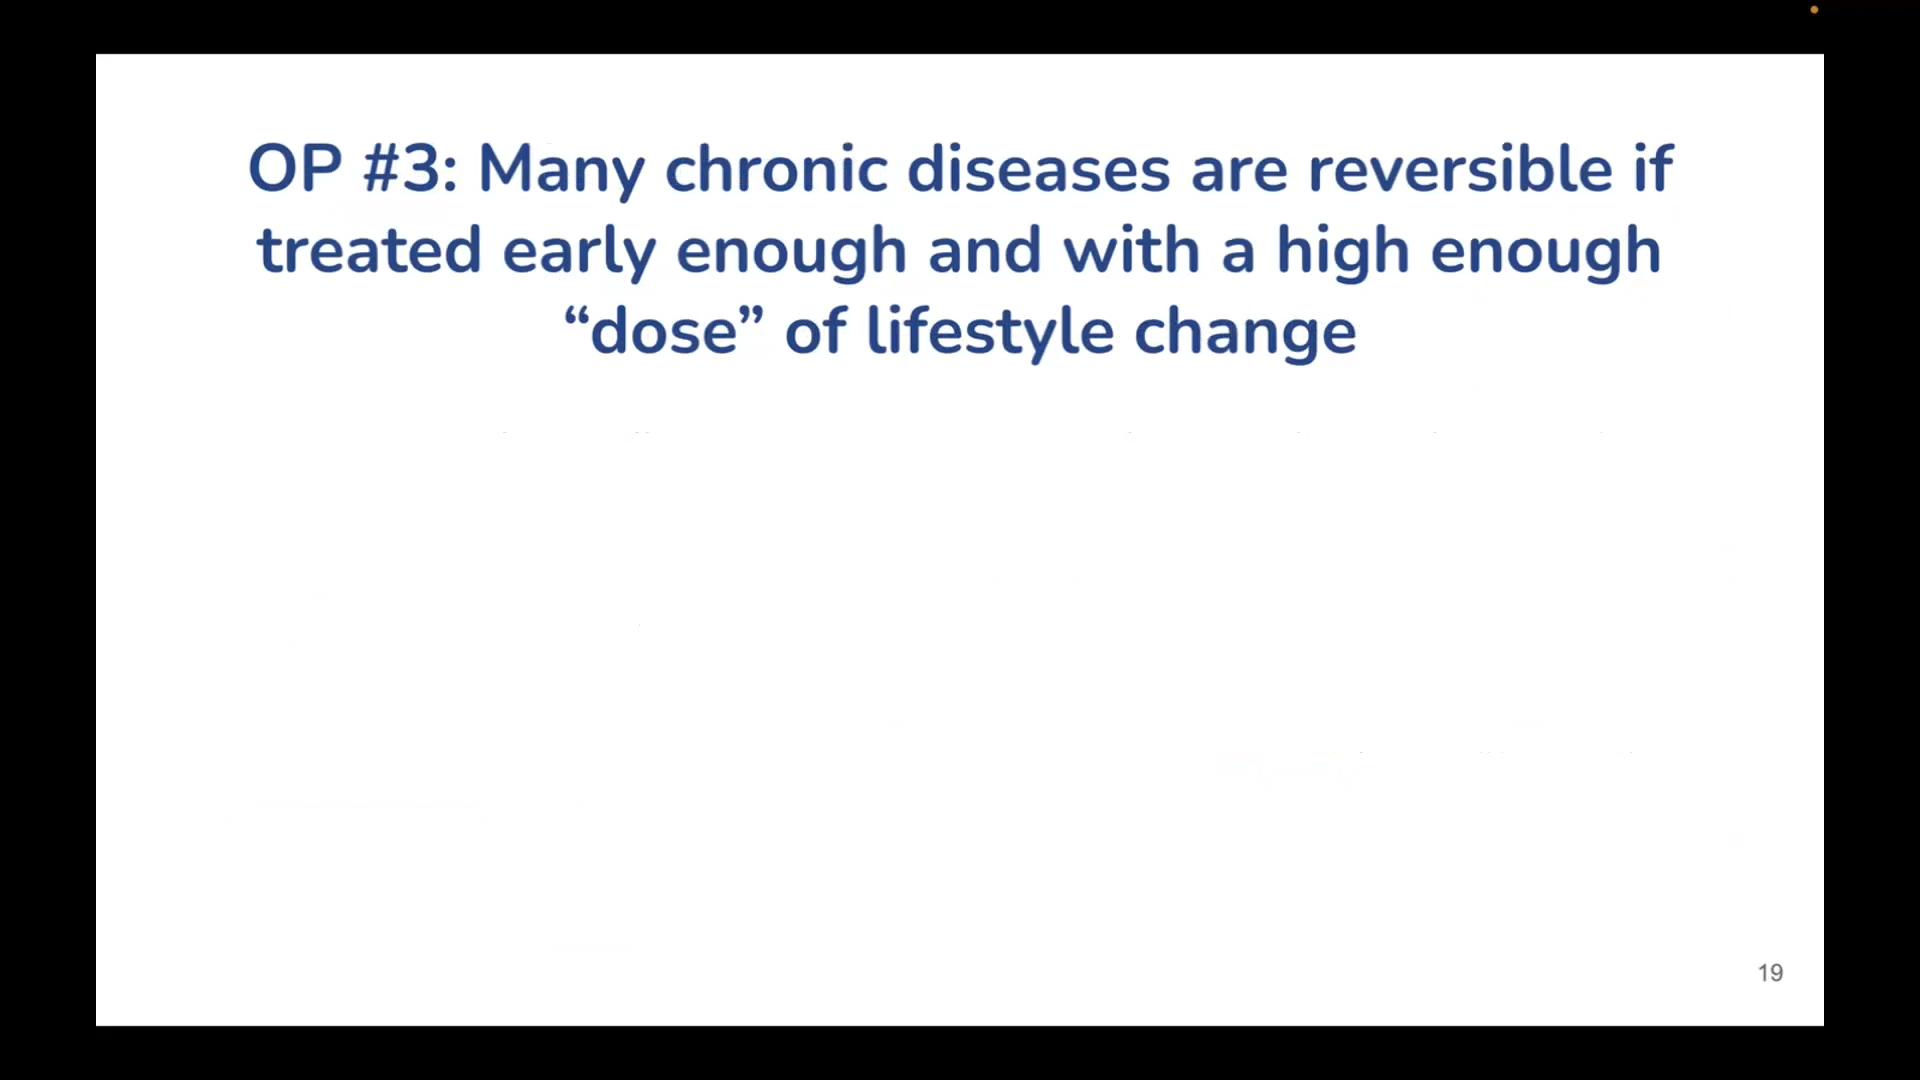 OP #3: Many chronic diseases are reversible if
treated early enough and with a high enough
“dose” of lifestyle change
19